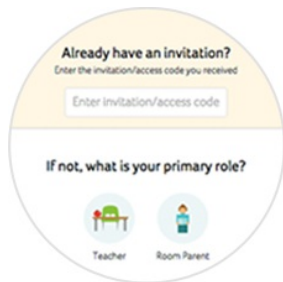 Already have an invitation?
Enter the invitation/access code you received
Enter invitation/access code
If not, what is your primary role?
Teacher Room Parent